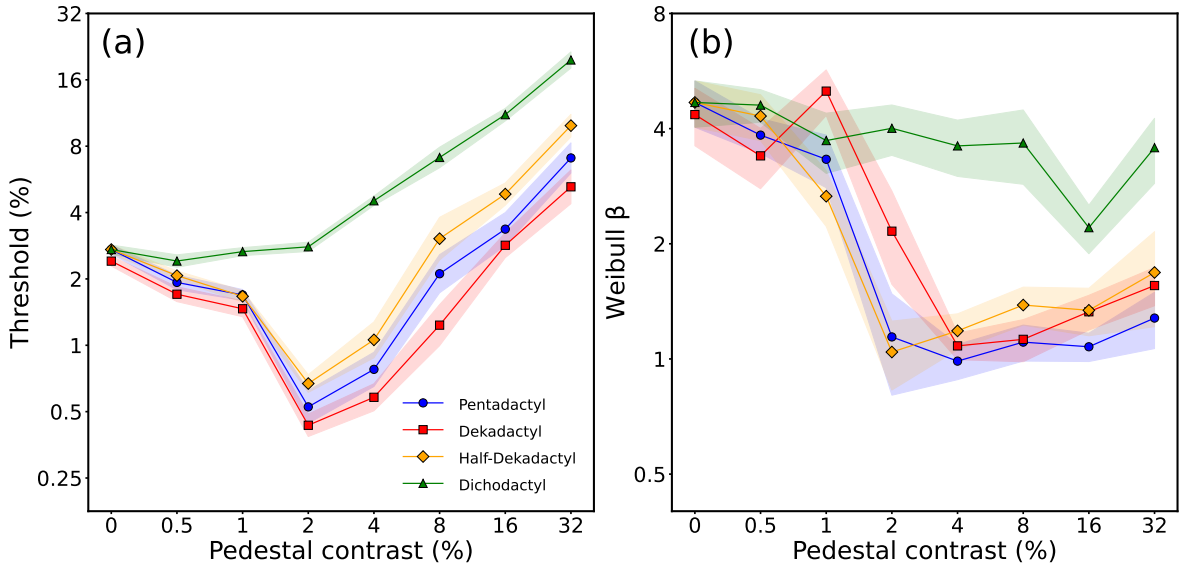 (a)
Threshold (%)
32
16
8
4
2
1
0.5
0.25
0 0.5 1 2 4 8 16 32
Pedestal contrast (%)
Pentadactyl
Dekadactyl
Half-Dekadactyl
Dichodactyl
(b)
Weibull β
8
4
2
1
0.5
0 0.5 1 2 4 8 16 32
Pedestal contrast (%)